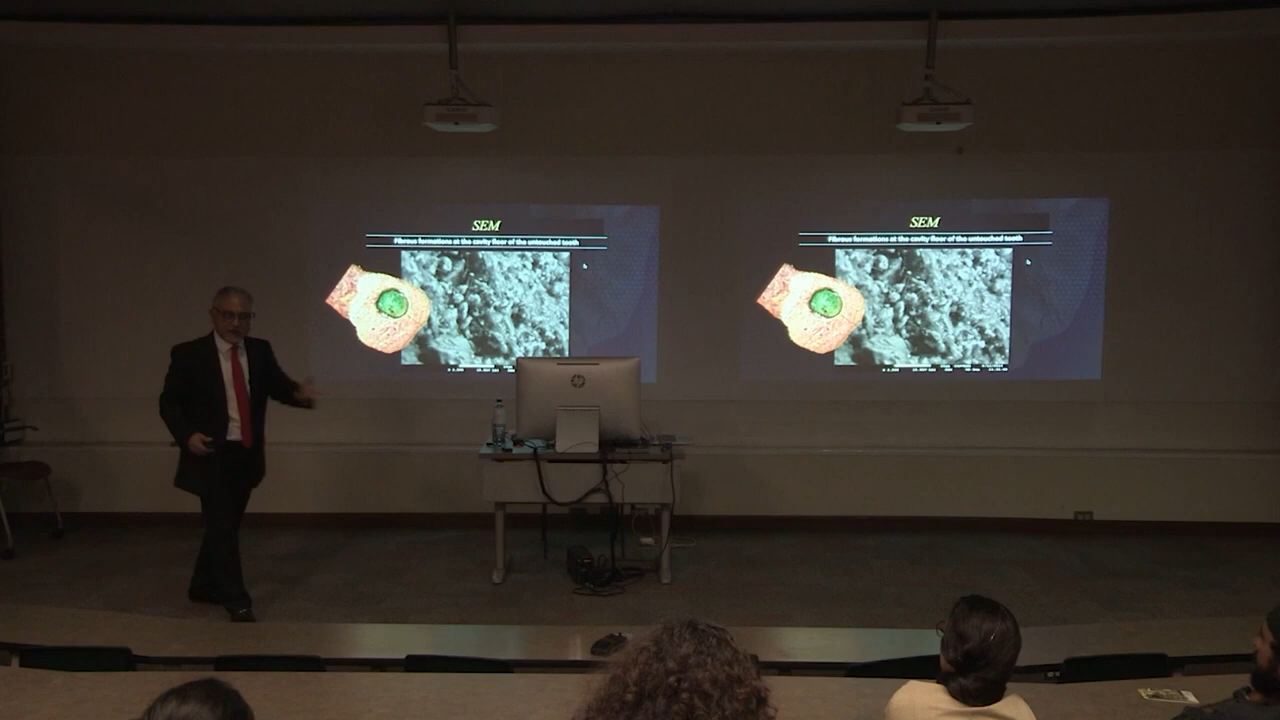 SEM
Fibrous formations at the cavity floor of the untouched tooth
SEM
Fibrous formations at the cavity floor of the untouched tooth
hp